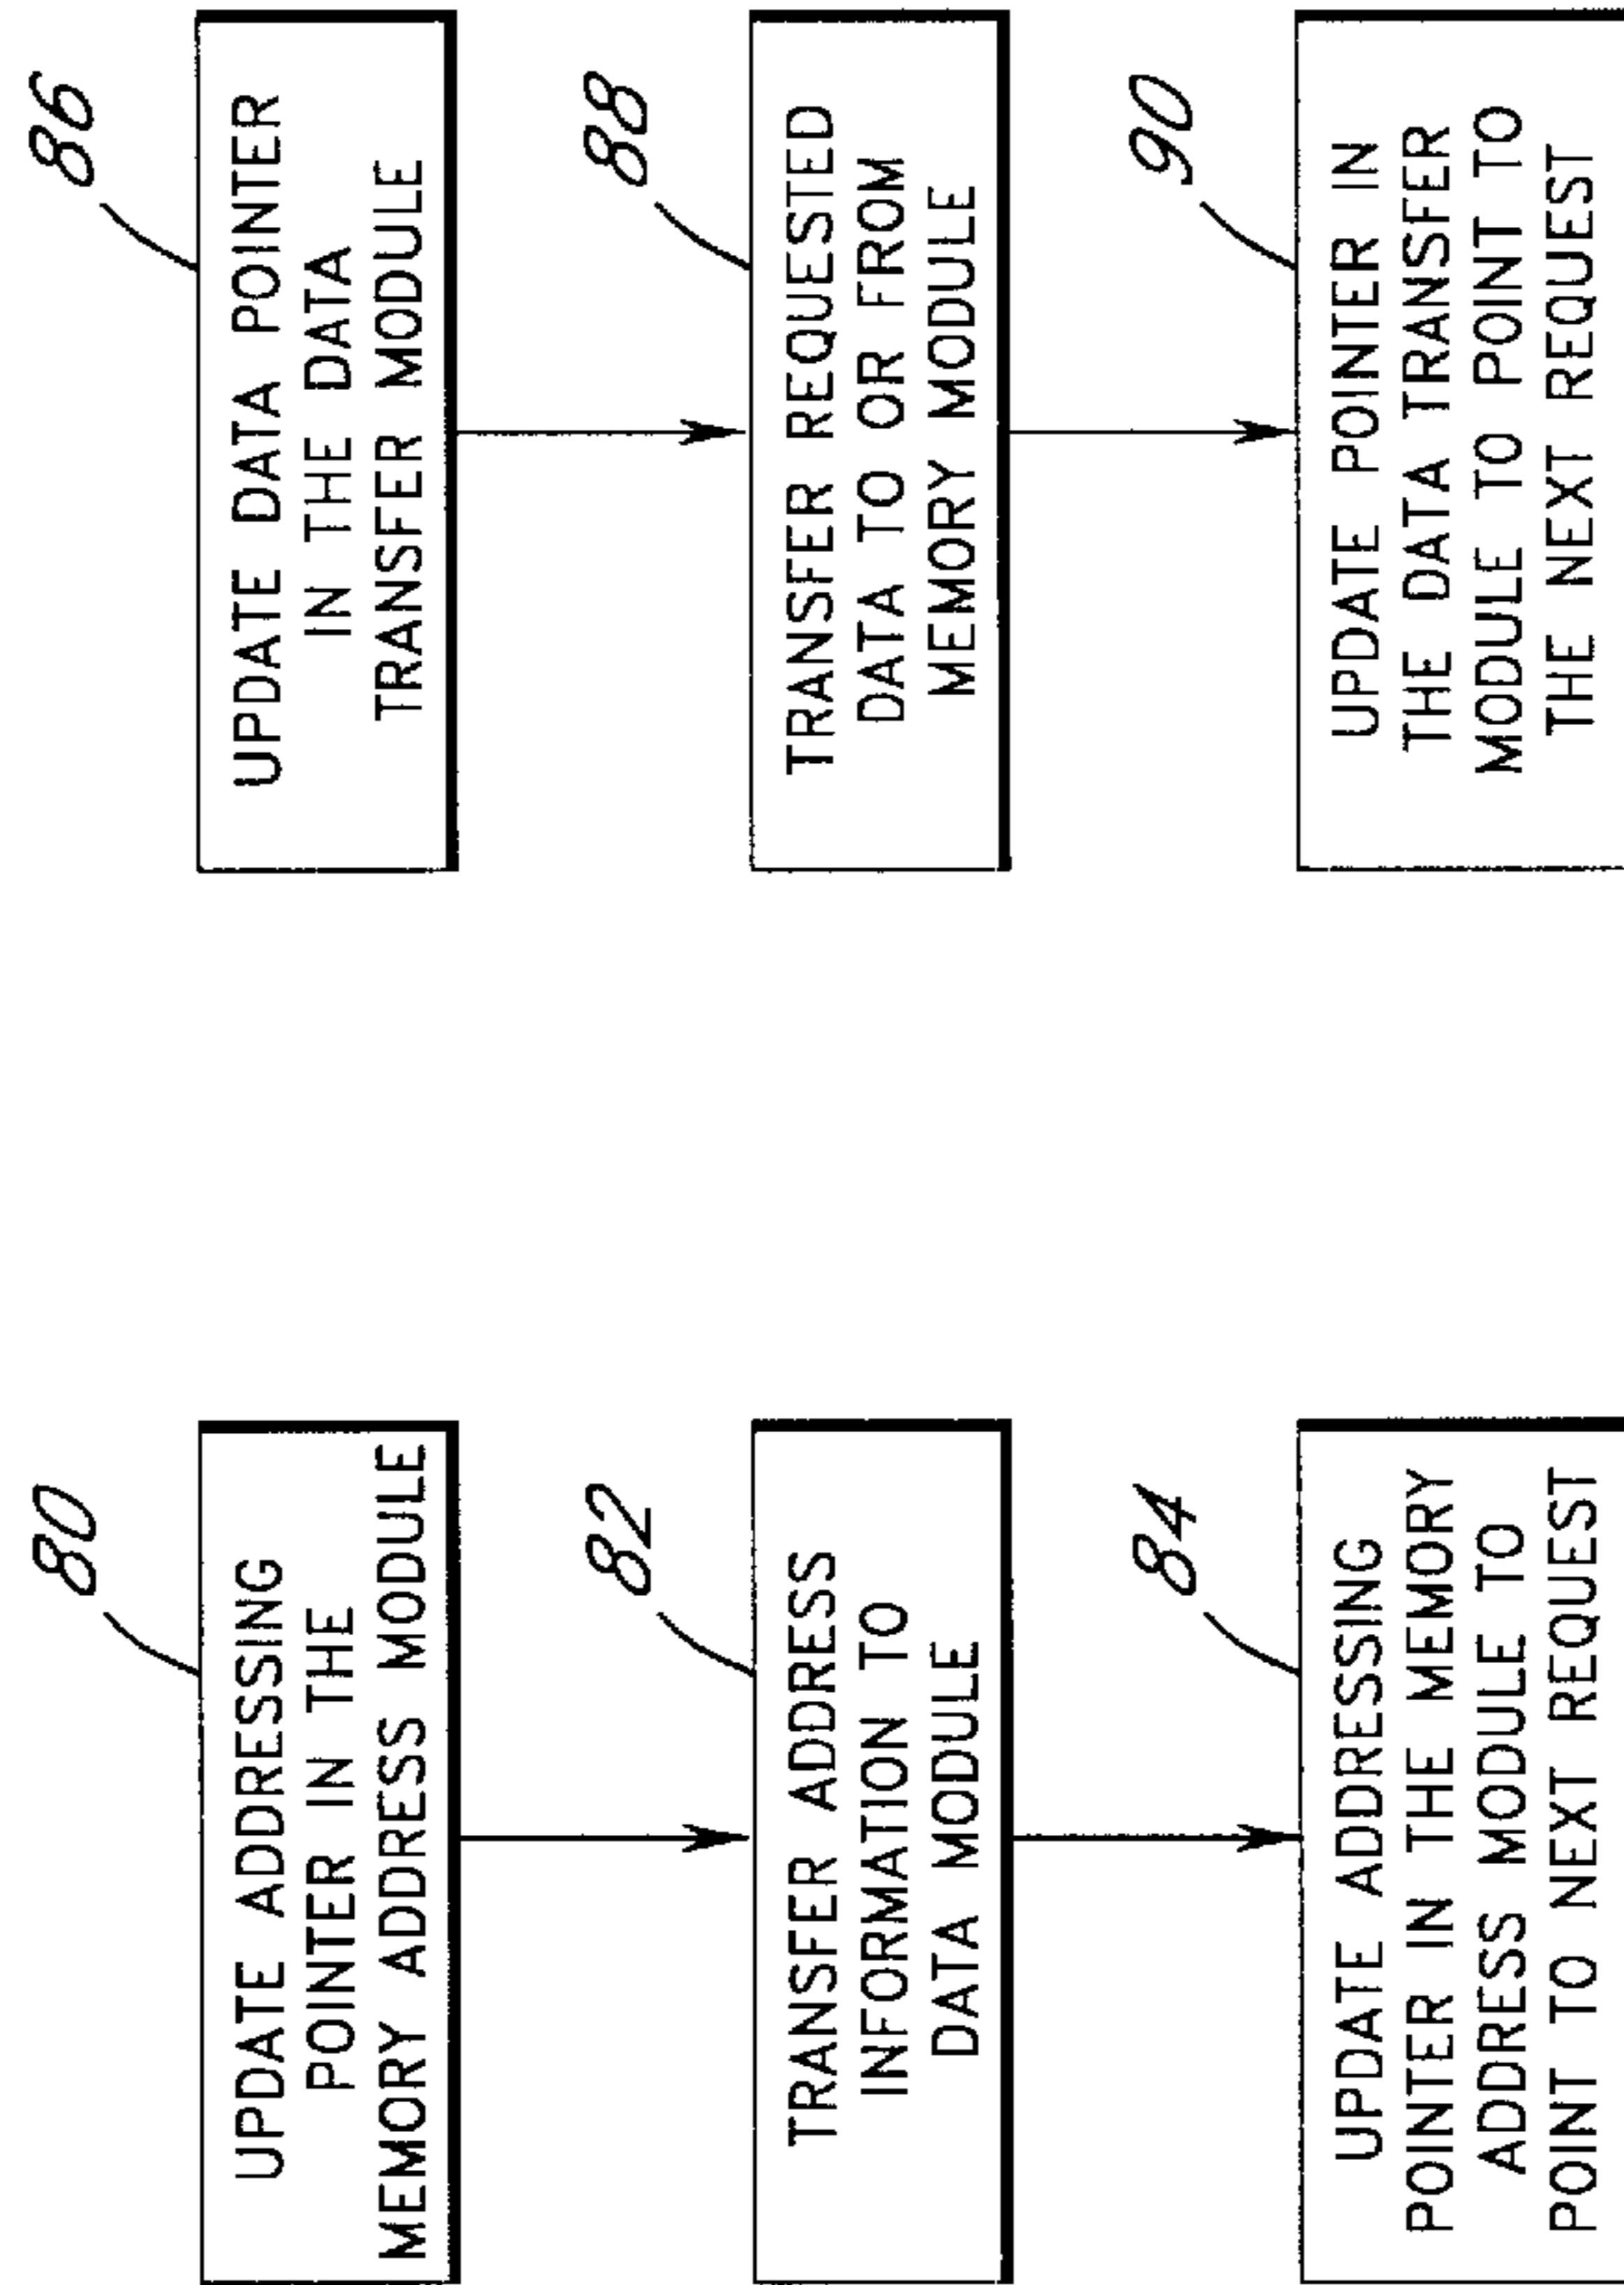 80
UPDATE ADDRESSING
POINTER IN THE
MEMORY ADDRESS MODULE
82
TRANSFER ADDRESS
INFORMATION TO
DATA MODULE
84
UPDATE ADDRESSING
POINTER IN THE MEMORY
ADDRESS MODULE TO
POINT TO NEXT REQUEST
86
UPDATE DATA POINTER
IN THE DATA
TRANSFER MODULE
88
TRANSFER REQUESTED
DATA TO OR FROM
MEMORY MODULE
90
UPDATE POINTER IN
THE DATA TRANSFER
MODULE TO POINT TO
THE NEXT REQUEST